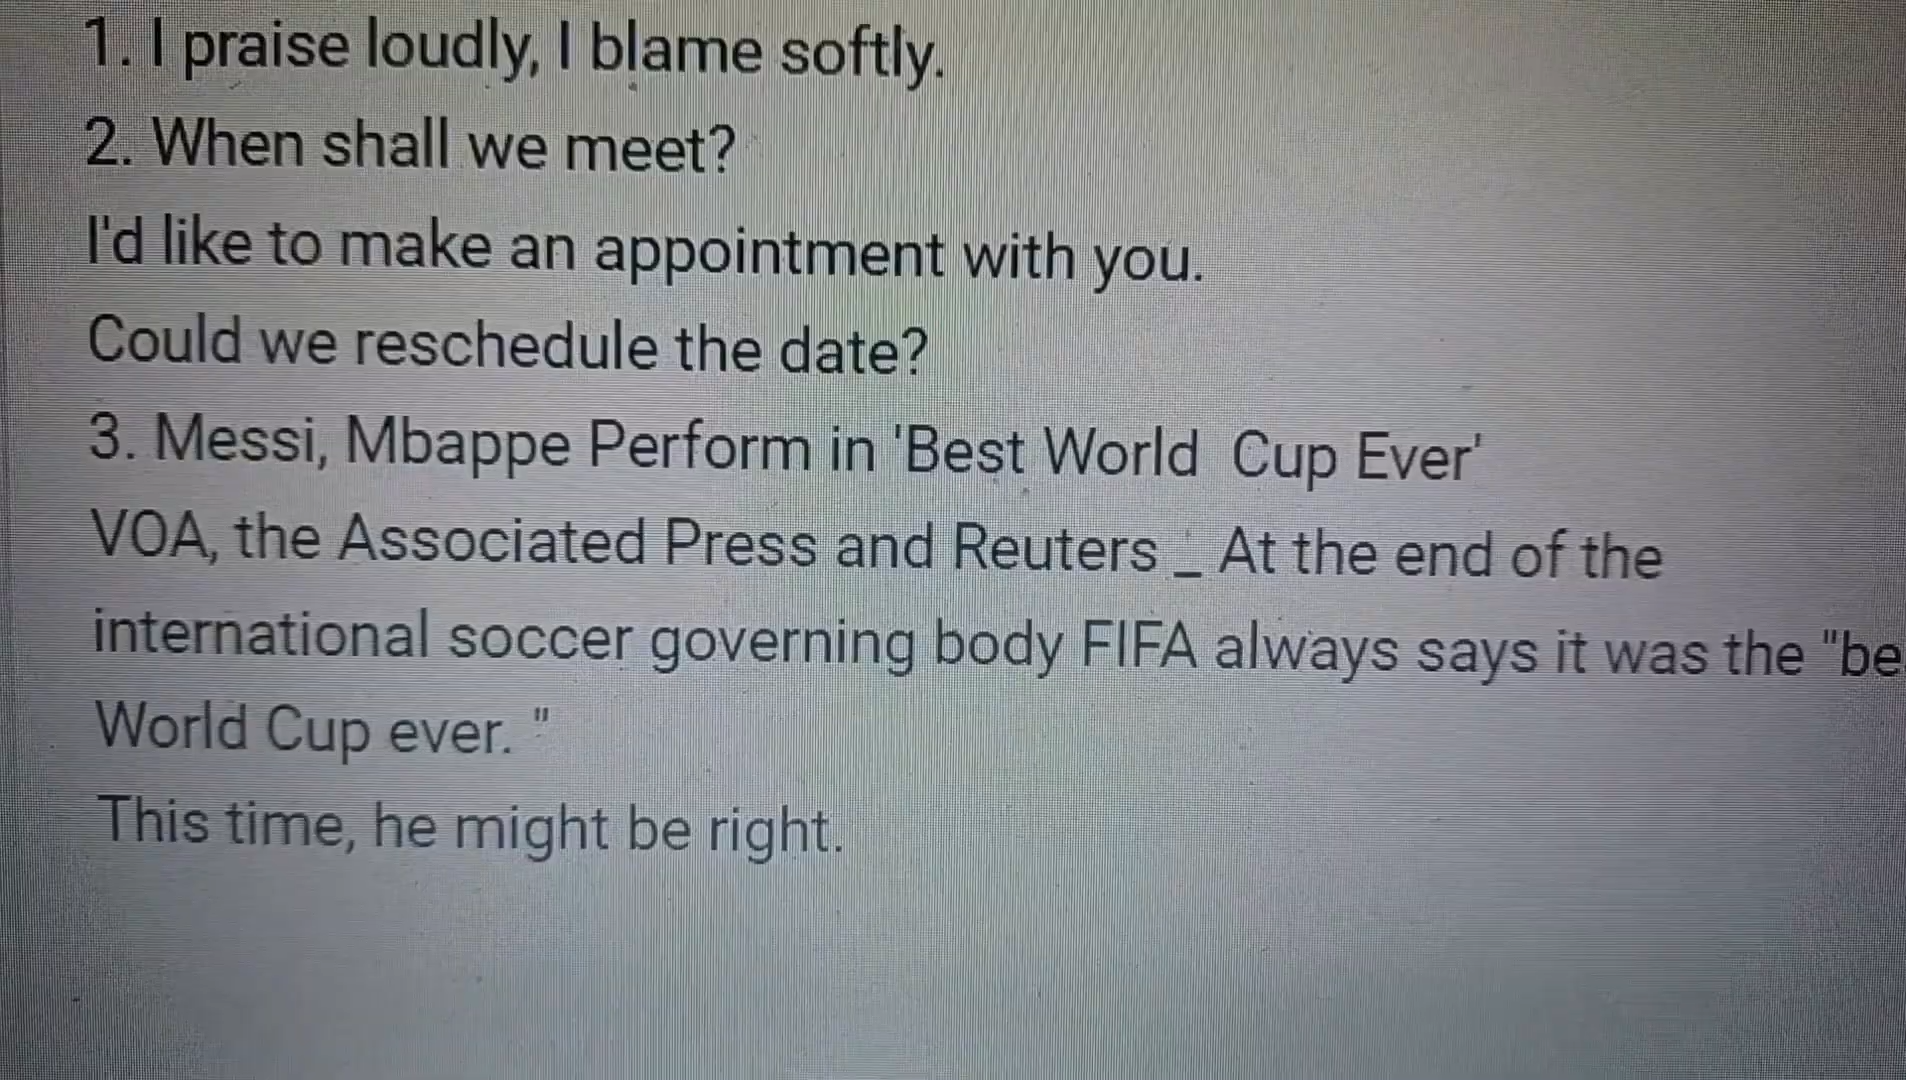 1. I praise loudly, I blame softly.
2. When shall we meet?
I'd like to make an appointment with you.
Could we reschedule the date?
3. Messi, Mbappe Perform in 'Best World  Cup Ever'
VOA, the Associated Press and Reuters _ At the end of the
international soccer governing body FIFA always says it was the "be
World Cup ever. "
This time, he might be right.